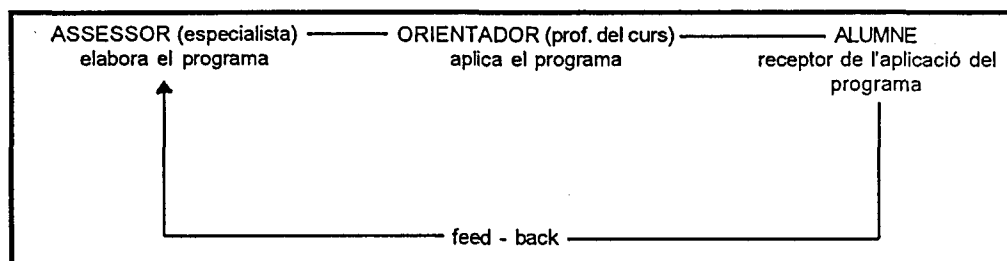 ASSESSOR (especialista) ORIENTADOR (prof. del curs) ALUMNE
elabora el programa aplica el programa receptor de l'aplicació del
programa
feed - back